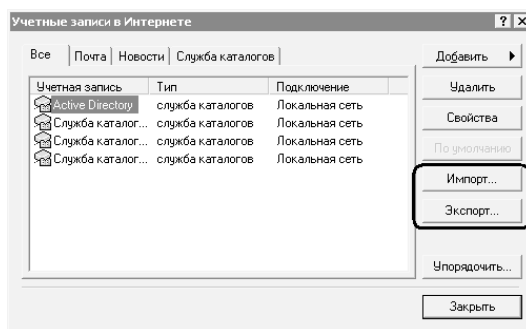 Учетные записи в Интернете
Все Почта Новости Служба каталогов
Учетная запись Тип Подключение
Active Directory служба каталогов Локальная сеть
Служба каталог... служба каталогов Локальная сеть
Служба каталог... служба каталогов Локальная сеть
Служба каталог... служба каталогов Локальная сеть
Добавить
Удалить
Свойства
По умолчанию
Импорт...
Экспорт...
Упорядочить...
Закрыть